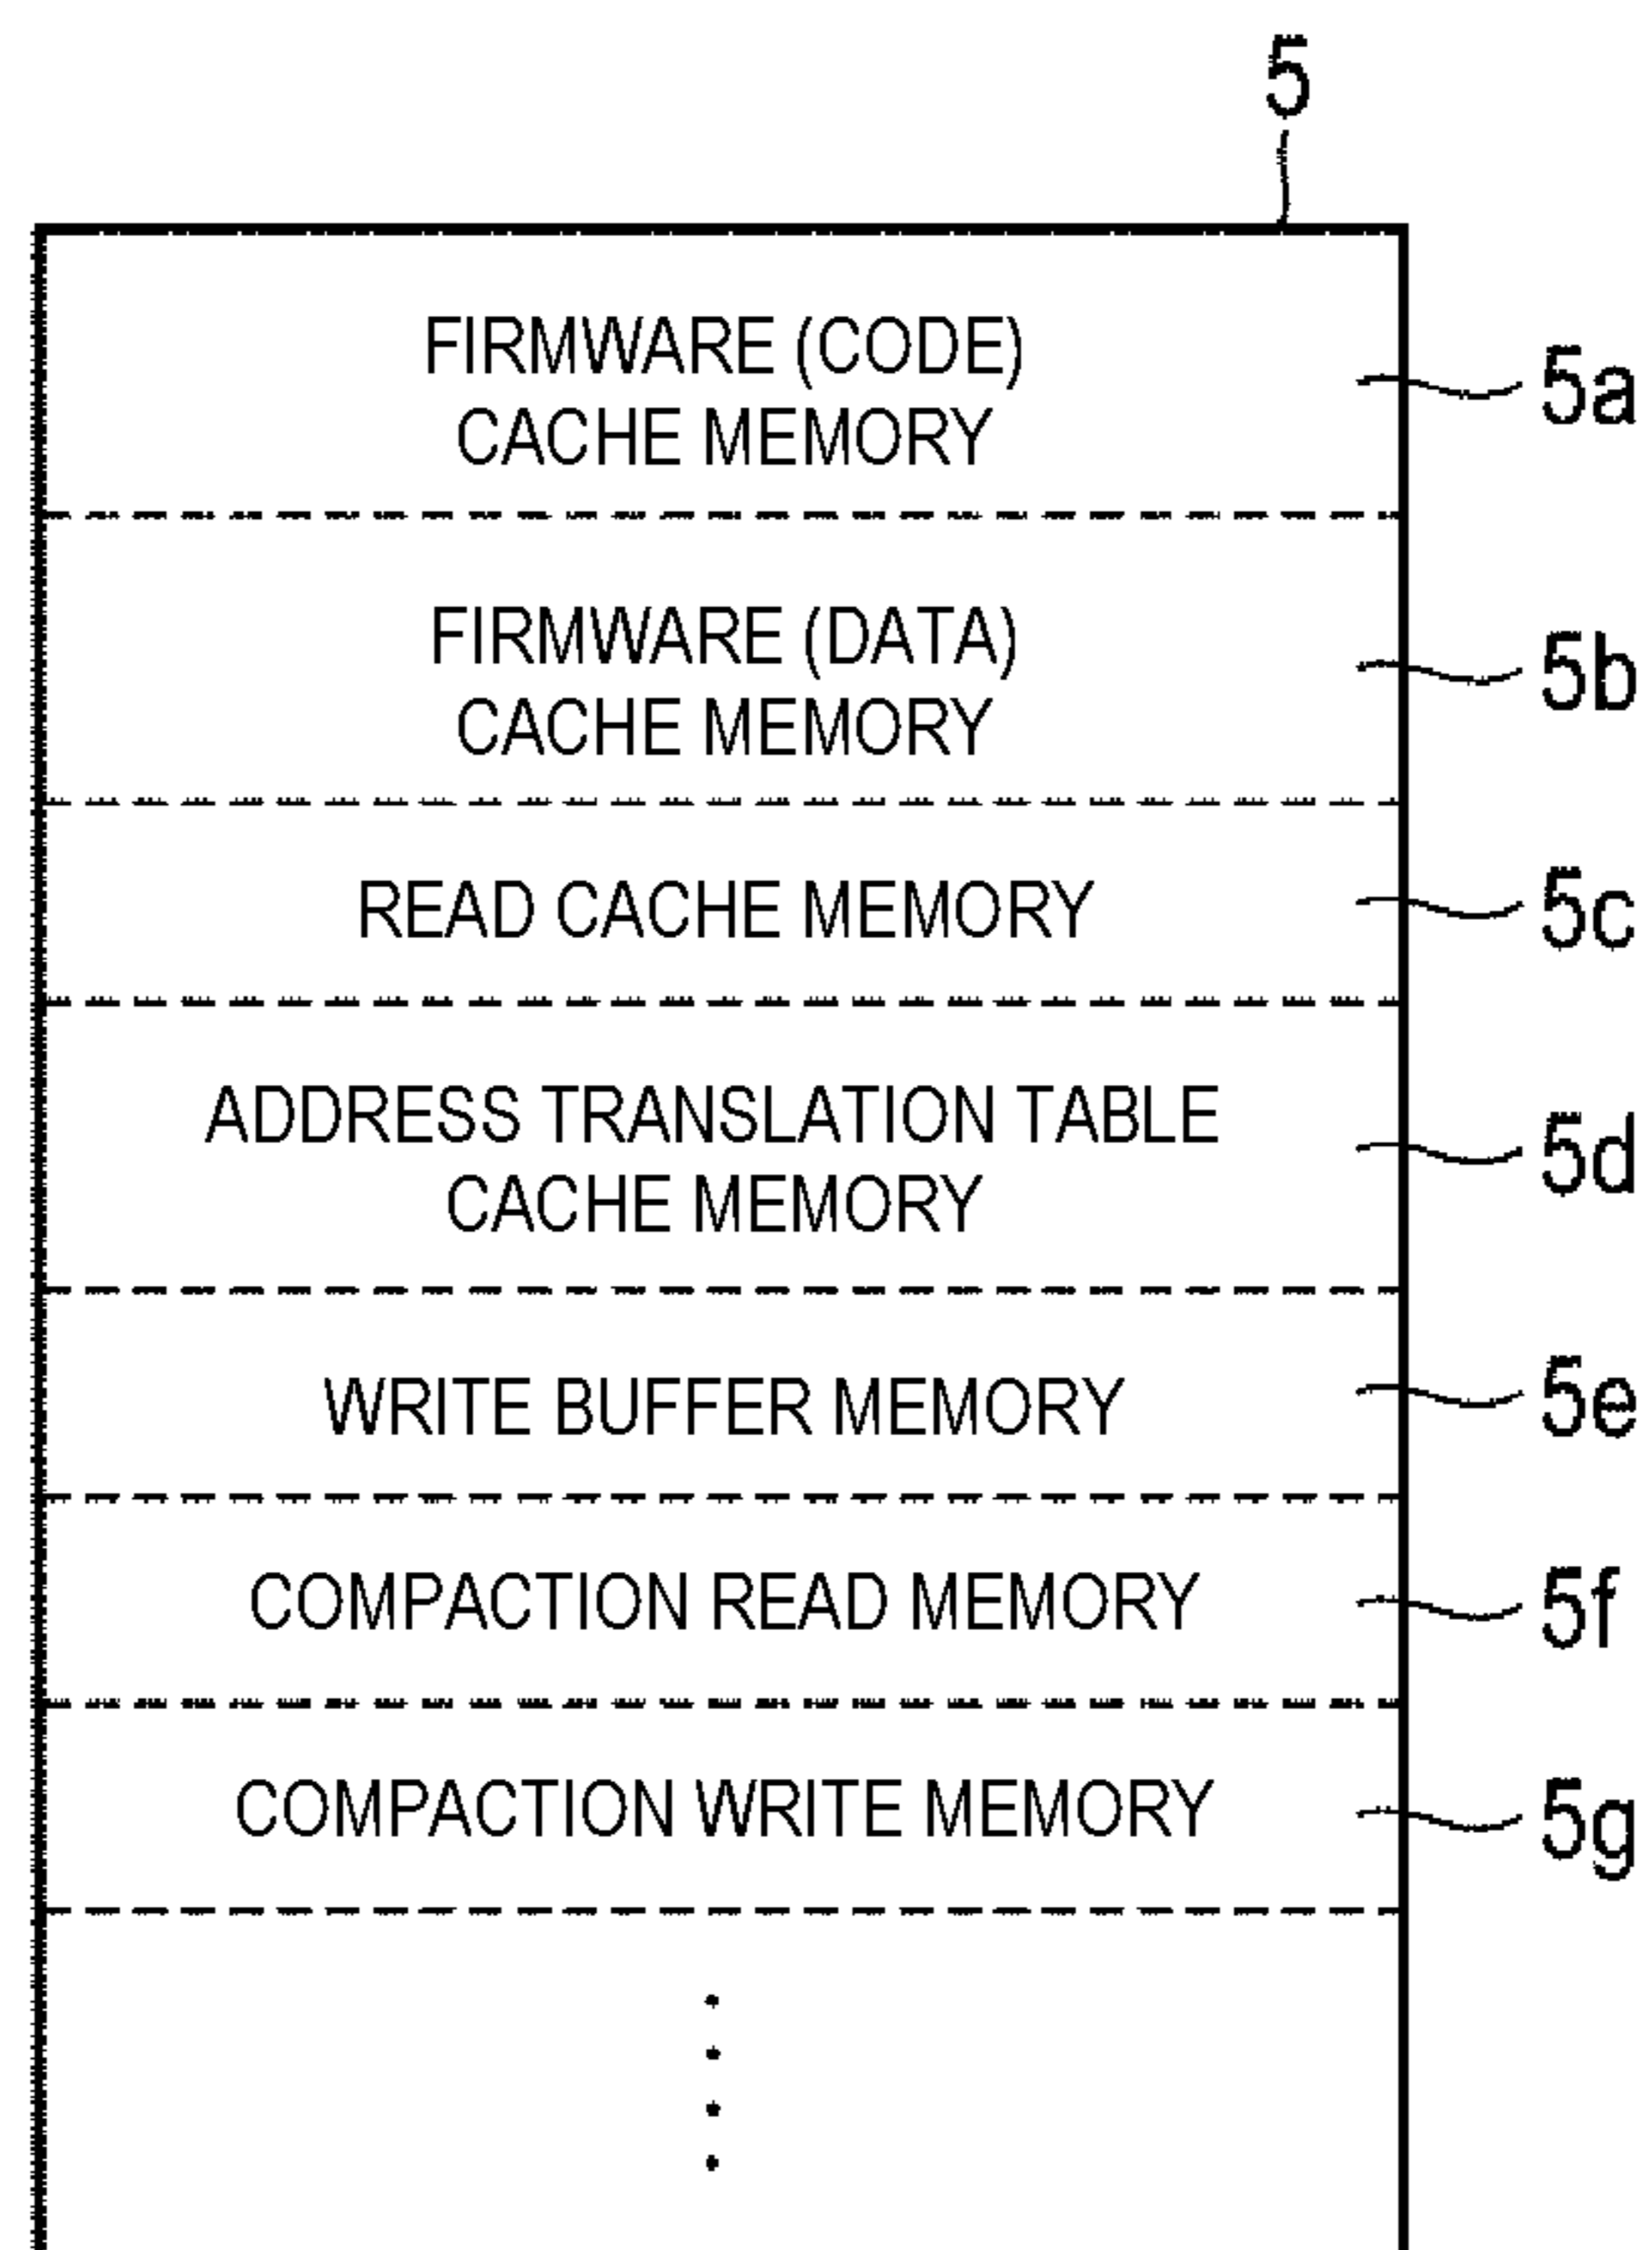 5
FIRMWARE (CODE)
CACHE MEMORY
5a
FIRMWARE (DATA)
CACHE MEMORY
5b
READ CACHE MEMORY
5c
ADDRESS TRANSLATION TABLE
CACHE MEMORY
5d
WRITE BUFFER MEMORY
5e
COMPACTION READ MEMORY
5f
COMPACTION WRITE MEMORY
5g